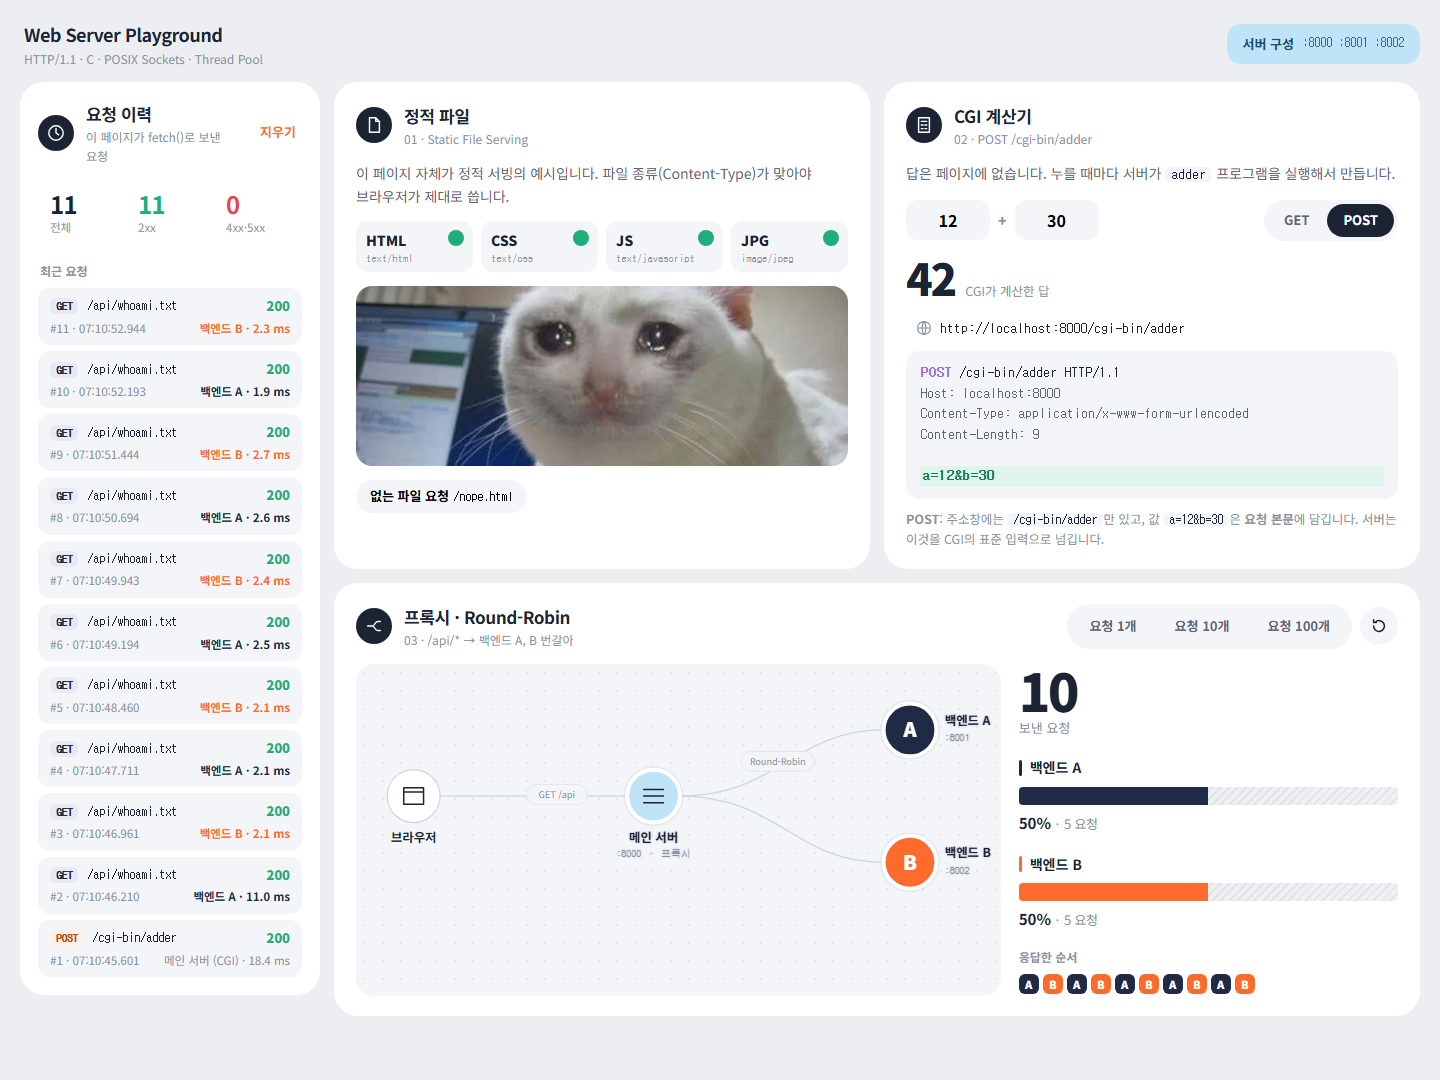 Web Server Playground
HTTP/1.1 · C · POSIX Sockets · Thread Pool
서버 구성 :8000 :8001 :8002
요청 이력
이 페이지가 fetch()로 보낸
요청
지우기
11
전체
11
2xx
0
4xx·5xx
최근 요청
GET /api/whoami.txt 200
#11 · 07:10:52.944 백엔드 B · 2.3 ms
GET /api/whoami.txt 200
#10 · 07:10:52.193 백엔드 A · 1.9 ms
GET /api/whoami.txt 200
#9 · 07:10:51.444 백엔드 B · 2.7 ms
GET /api/whoami.txt 200
#8 · 07:10:50.694 백엔드 A · 2.6 ms
GET /api/whoami.txt 200
#7 · 07:10:49.943 백엔드 B · 2.4 ms
GET /api/whoami.txt 200
#6 · 07:10:49.194 백엔드 A · 2.5 ms
GET /api/whoami.txt 200
#5 · 07:10:48.460 백엔드 B · 2.1 ms
GET /api/whoami.txt 200
#4 · 07:10:47.711 백엔드 A · 2.1 ms
GET /api/whoami.txt 200
#3 · 07:10:46.961 백엔드 B · 2.1 ms
GET /api/whoami.txt 200
#2 · 07:10:46.210 백엔드 A · 11.0 ms
POST /cgi-bin/adder 200
#1 · 07:10:45.601 메인 서버 (CGI) · 18.4 ms
정적 파일
01 · Static File Serving
이 페이지 자체가 정적 서빙의 예시입니다. 파일 종류(Content-Type)가 맞아야
브라우저가 제대로 씁니다.
HTML
text/html
CSS
text/css
JS
text/javascript
JPG
image/jpeg
없는 파일 요청 /nope.html
CGI 계산기
02 · POST /cgi-bin/adder
답은 페이지에 없습니다. 누를 때마다 서버가 adder 프로그램을 실행해서 만듭니다.
12 + 30
GET POST
42 CGI가 계산한 답
http://localhost:8000/cgi-bin/adder
POST /cgi-bin/adder HTTP/1.1
Host: localhost:8000
Content-Type: application/x-www-form-urlencoded
Content-Length: 9
a=12&b=30
POST: 주소창에는 /cgi-bin/adder 만 있고, 값 a=12&b=30 은 요청 본문에 담깁니다. 서버는
이것을 CGI의 표준 입력으로 넘깁니다.
프록시 · Round-Robin
03 · /api/* → 백엔드 A, B 번갈아
요청 1개 요청 10개 요청 100개
브라우저
GET /api
메인 서버
:8000 · 프록시
Round-Robin
A
백엔드 A
:8001
B
백엔드 B
:8002
10
보낸 요청
백엔드 A
50% · 5 요청
백엔드 B
50% · 5 요청
응답한 순서
A B A B A B A B A B